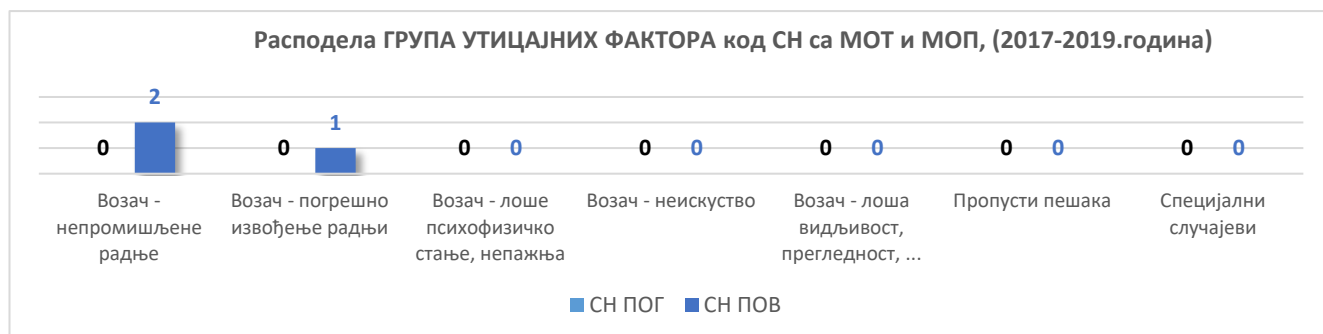 Расподела ГРУПА УТИЦАЈНИХ ФАКТОРА код СН са МОТ и МОП, (2017-2019.година)
2
1
0 0 0 0 0 0 0 0 0 0 0 0
Возач - непромишљене радње
Возач - погрешно извођење радњи
Возач - лоше психофизичко стање, непажња
Возач - неискуство
Возач - лоша видљивост, прегледност, ...
Пропусти пешака
Специјални случајеви
СН ПОГ СН ПОВ